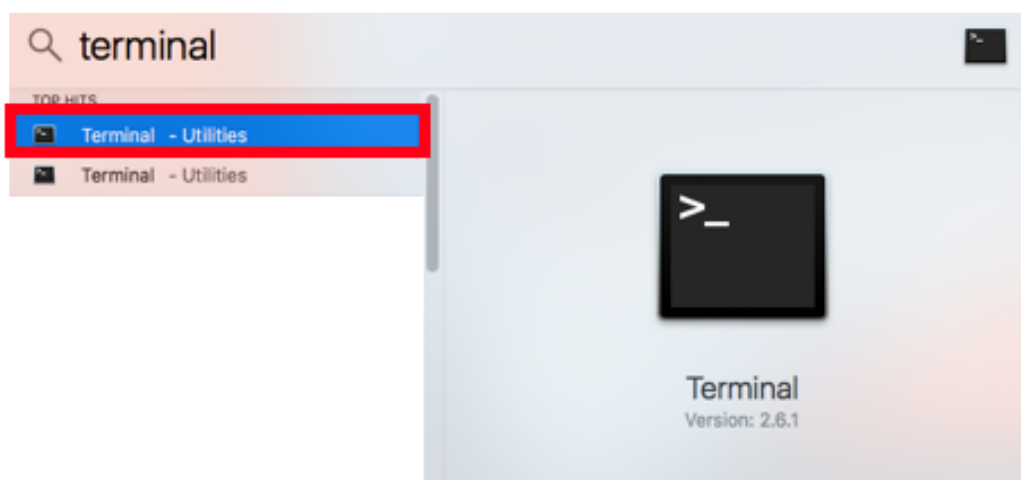 terminal
TOP HITS
Terminal - Utilities
Terminal - Utilities
>_
Terminal
Version: 2.6.1